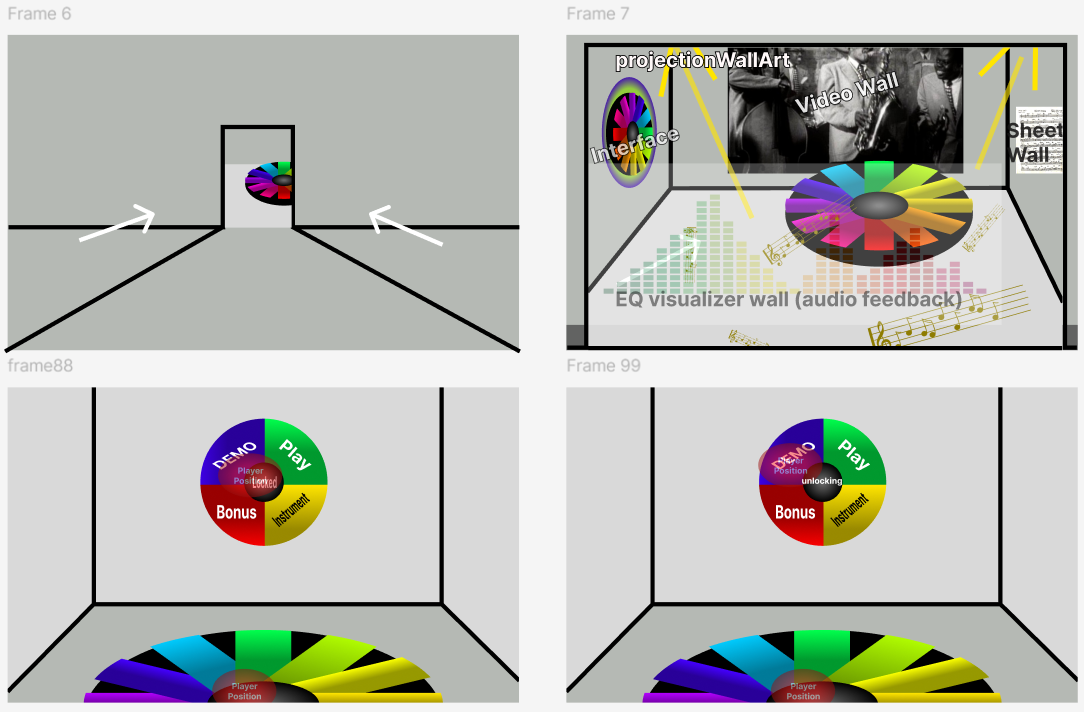 Frame 6
Frame 7
projectionWallArt
Video Wall
Interface
Sheet
Wall
EQ visualizer wall (audio feedback)
frame88
DEMO
Play
Player
Position
Locked
Bonus
Instrument
Player
Position
Frame 99
DEMO
Play
Player
Position
unlocking
Bonus
Instrument
Player
Position